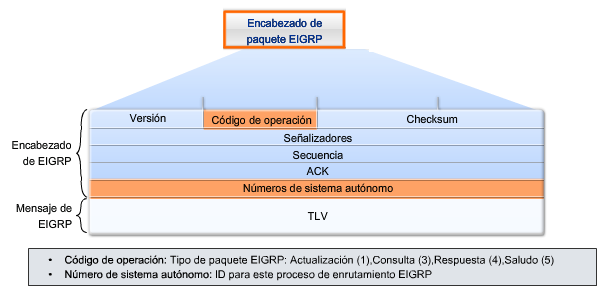 Encabezado de
paquete EIGRP
Versión
Código de operación
Checksum
Señalizadores
Secuencia
ACK
Números de sistema autónomo
TLV
Encabezado
de EIGRP
Mensaje de
EIGRP
• Código de operación: Tipo de paquete EIGRP: Actualización (1),Consulta (3),Respuesta (4),Saludo (5)
• Número de sistema autónomo: ID para este proceso de enrutamiento EIGRP